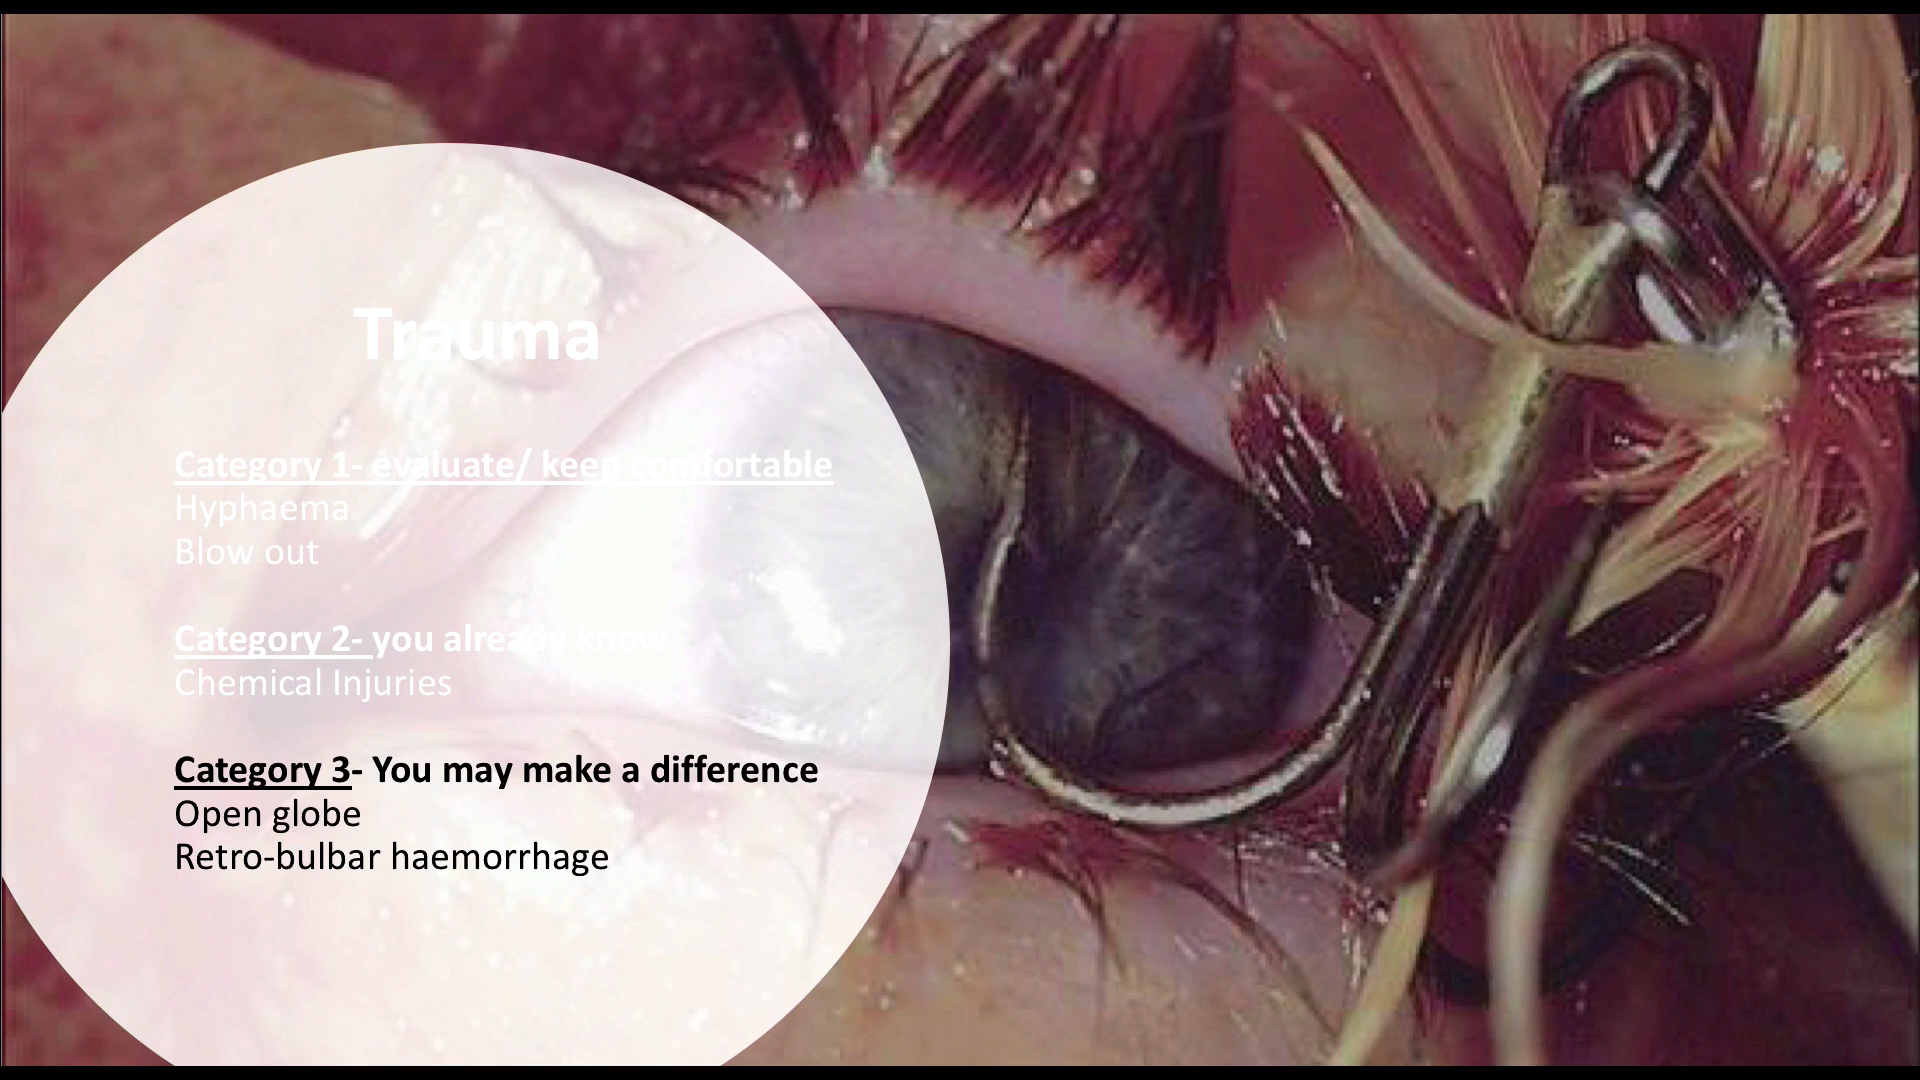 Trauma
Category 1- evaluate/ keep comfortable
Hyphaema
Blow out
Category 2- you already know
Chemical Injuries
Category 3- You may make a difference
Open globe
Retro-bulbar haemorrhage